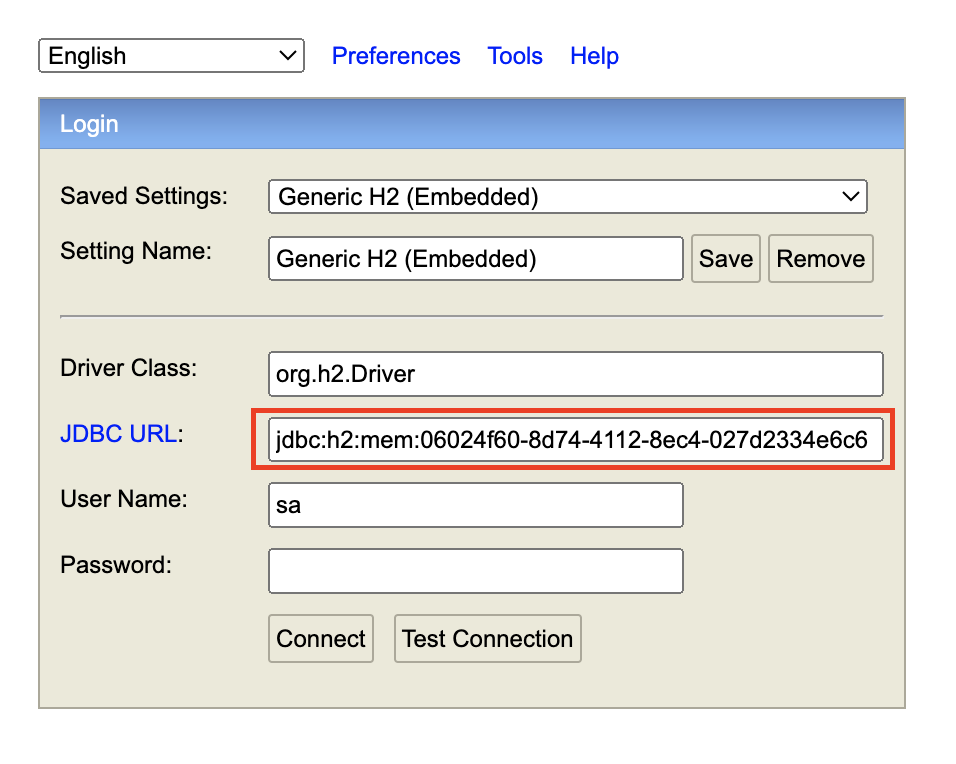 English Preferences Tools Help
Login
Saved Settings: Generic H2 (Embedded)
Setting Name: Generic H2 (Embedded) Save Remove
Driver Class: org.h2.Driver
JDBC URL: jdbc:h2:mem:06024f60-8d74-4112-8ec4-027d2334e6c6
User Name: sa
Password:
Connect Test Connection